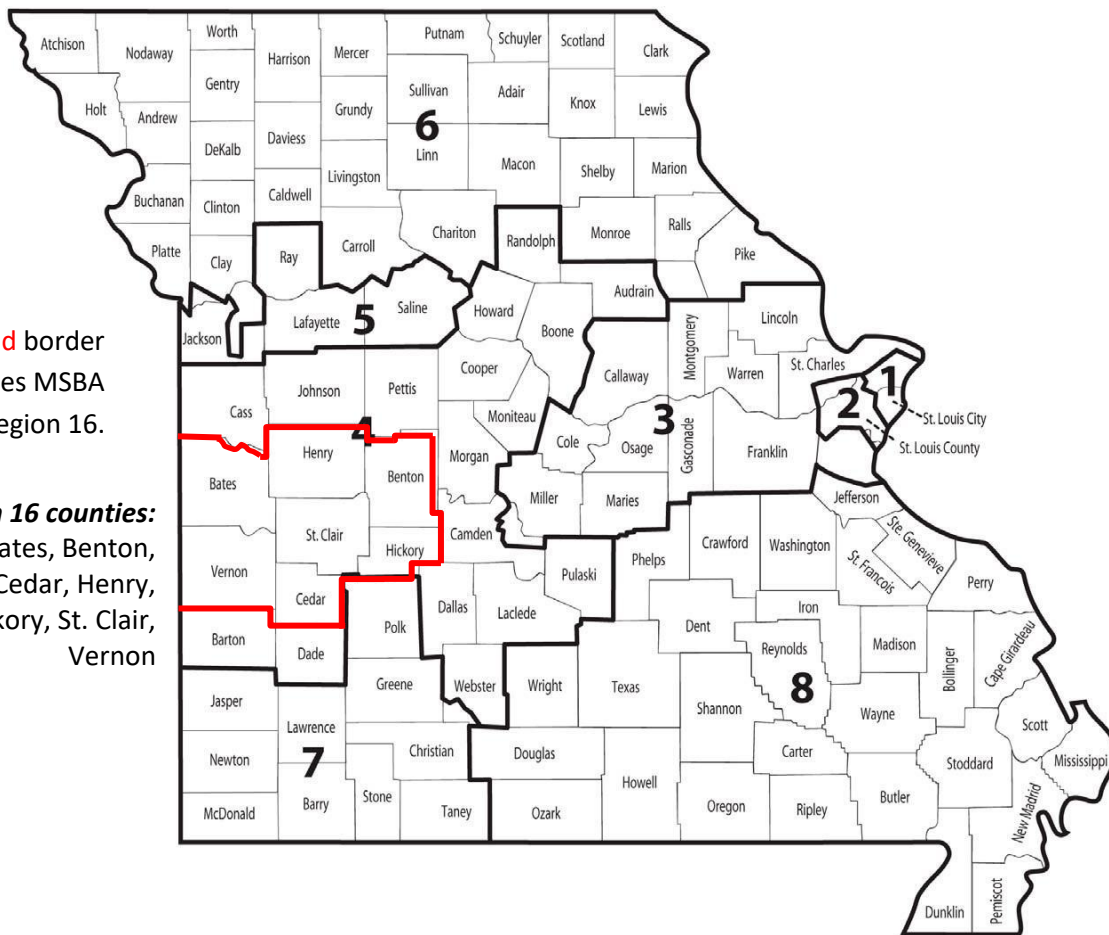 Atchison
Nodaway
Worth
Harrison
Mercer
Putnam
Schuyler
Scotland
Clark
Gentry
Sullivan
Adair
Knox
Lewis
Holt
Andrew
Grundy
6
DeKalb
Daviess
Linn
Macon
Shelby
Marion
Livingston
Buchanan
Clinton
Caldwell
Chariton
Randolph
Monroe
Ralls
Pike
Platte
Clay
Ray
Carroll
Audrain
Jackson
Lafayette
5
Saline
Howard
Boone
Lincoln
d border
es MSBA
egion 16.
Johnson
Pettis
Cooper
Callaway
Montgomery
Warren
St. Charles
1
Cass
Moniteau
2
St. Louis City
4
3
St. Louis County
Henry
Morgan
Cole
Osage
Gasconade
Franklin
Bates
Benton
Miller
Maries
Jefferson
n 16 counties:
ates, Benton,
Cedar, Henry,
kory, St. Clair,
Vernon
St. Clair
Hickory
Camden
Crawford
Washington
Ste. Genevieve
St. Francois
Perry
Vernon
Phelps
Pulaski
Cedar
Dallas
Laclede
Dent
Iron
Barton
Polk
Dade
Reynolds
Madison
Bollinger
Cape Girardeau
Jasper
Greene
Webster
Wright
Texas
8
Shannon
Wayne
Scott
Lawrence
Newton
7
Christian
Douglas
Carter
Stoddard
Mississippi
McDonald
Barry
Stone
Taney
Ozark
Howell
Oregon
Ripley
Butler
New Madrid
Dunklin
Pemiscot